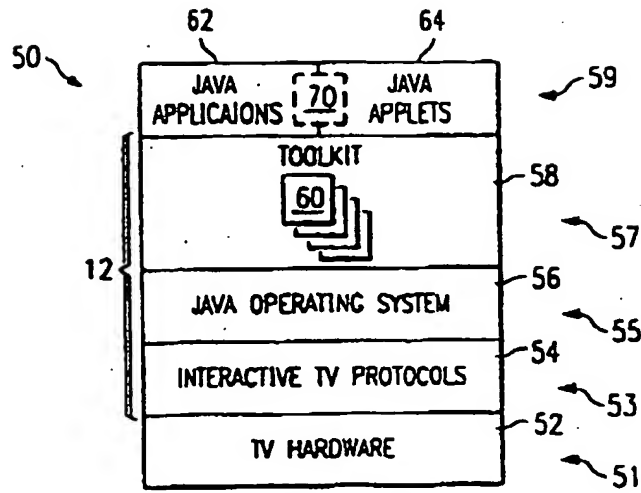 62 64
50
JAVA APPLICAIONS
70
JAVA APPLETS
59
TOOLKIT
58
60
57
12
56
JAVA OPERATING SYSTEM
55
54
INTERACTIVE TV PROTOCOLS
53
52
TV HARDWARE
51